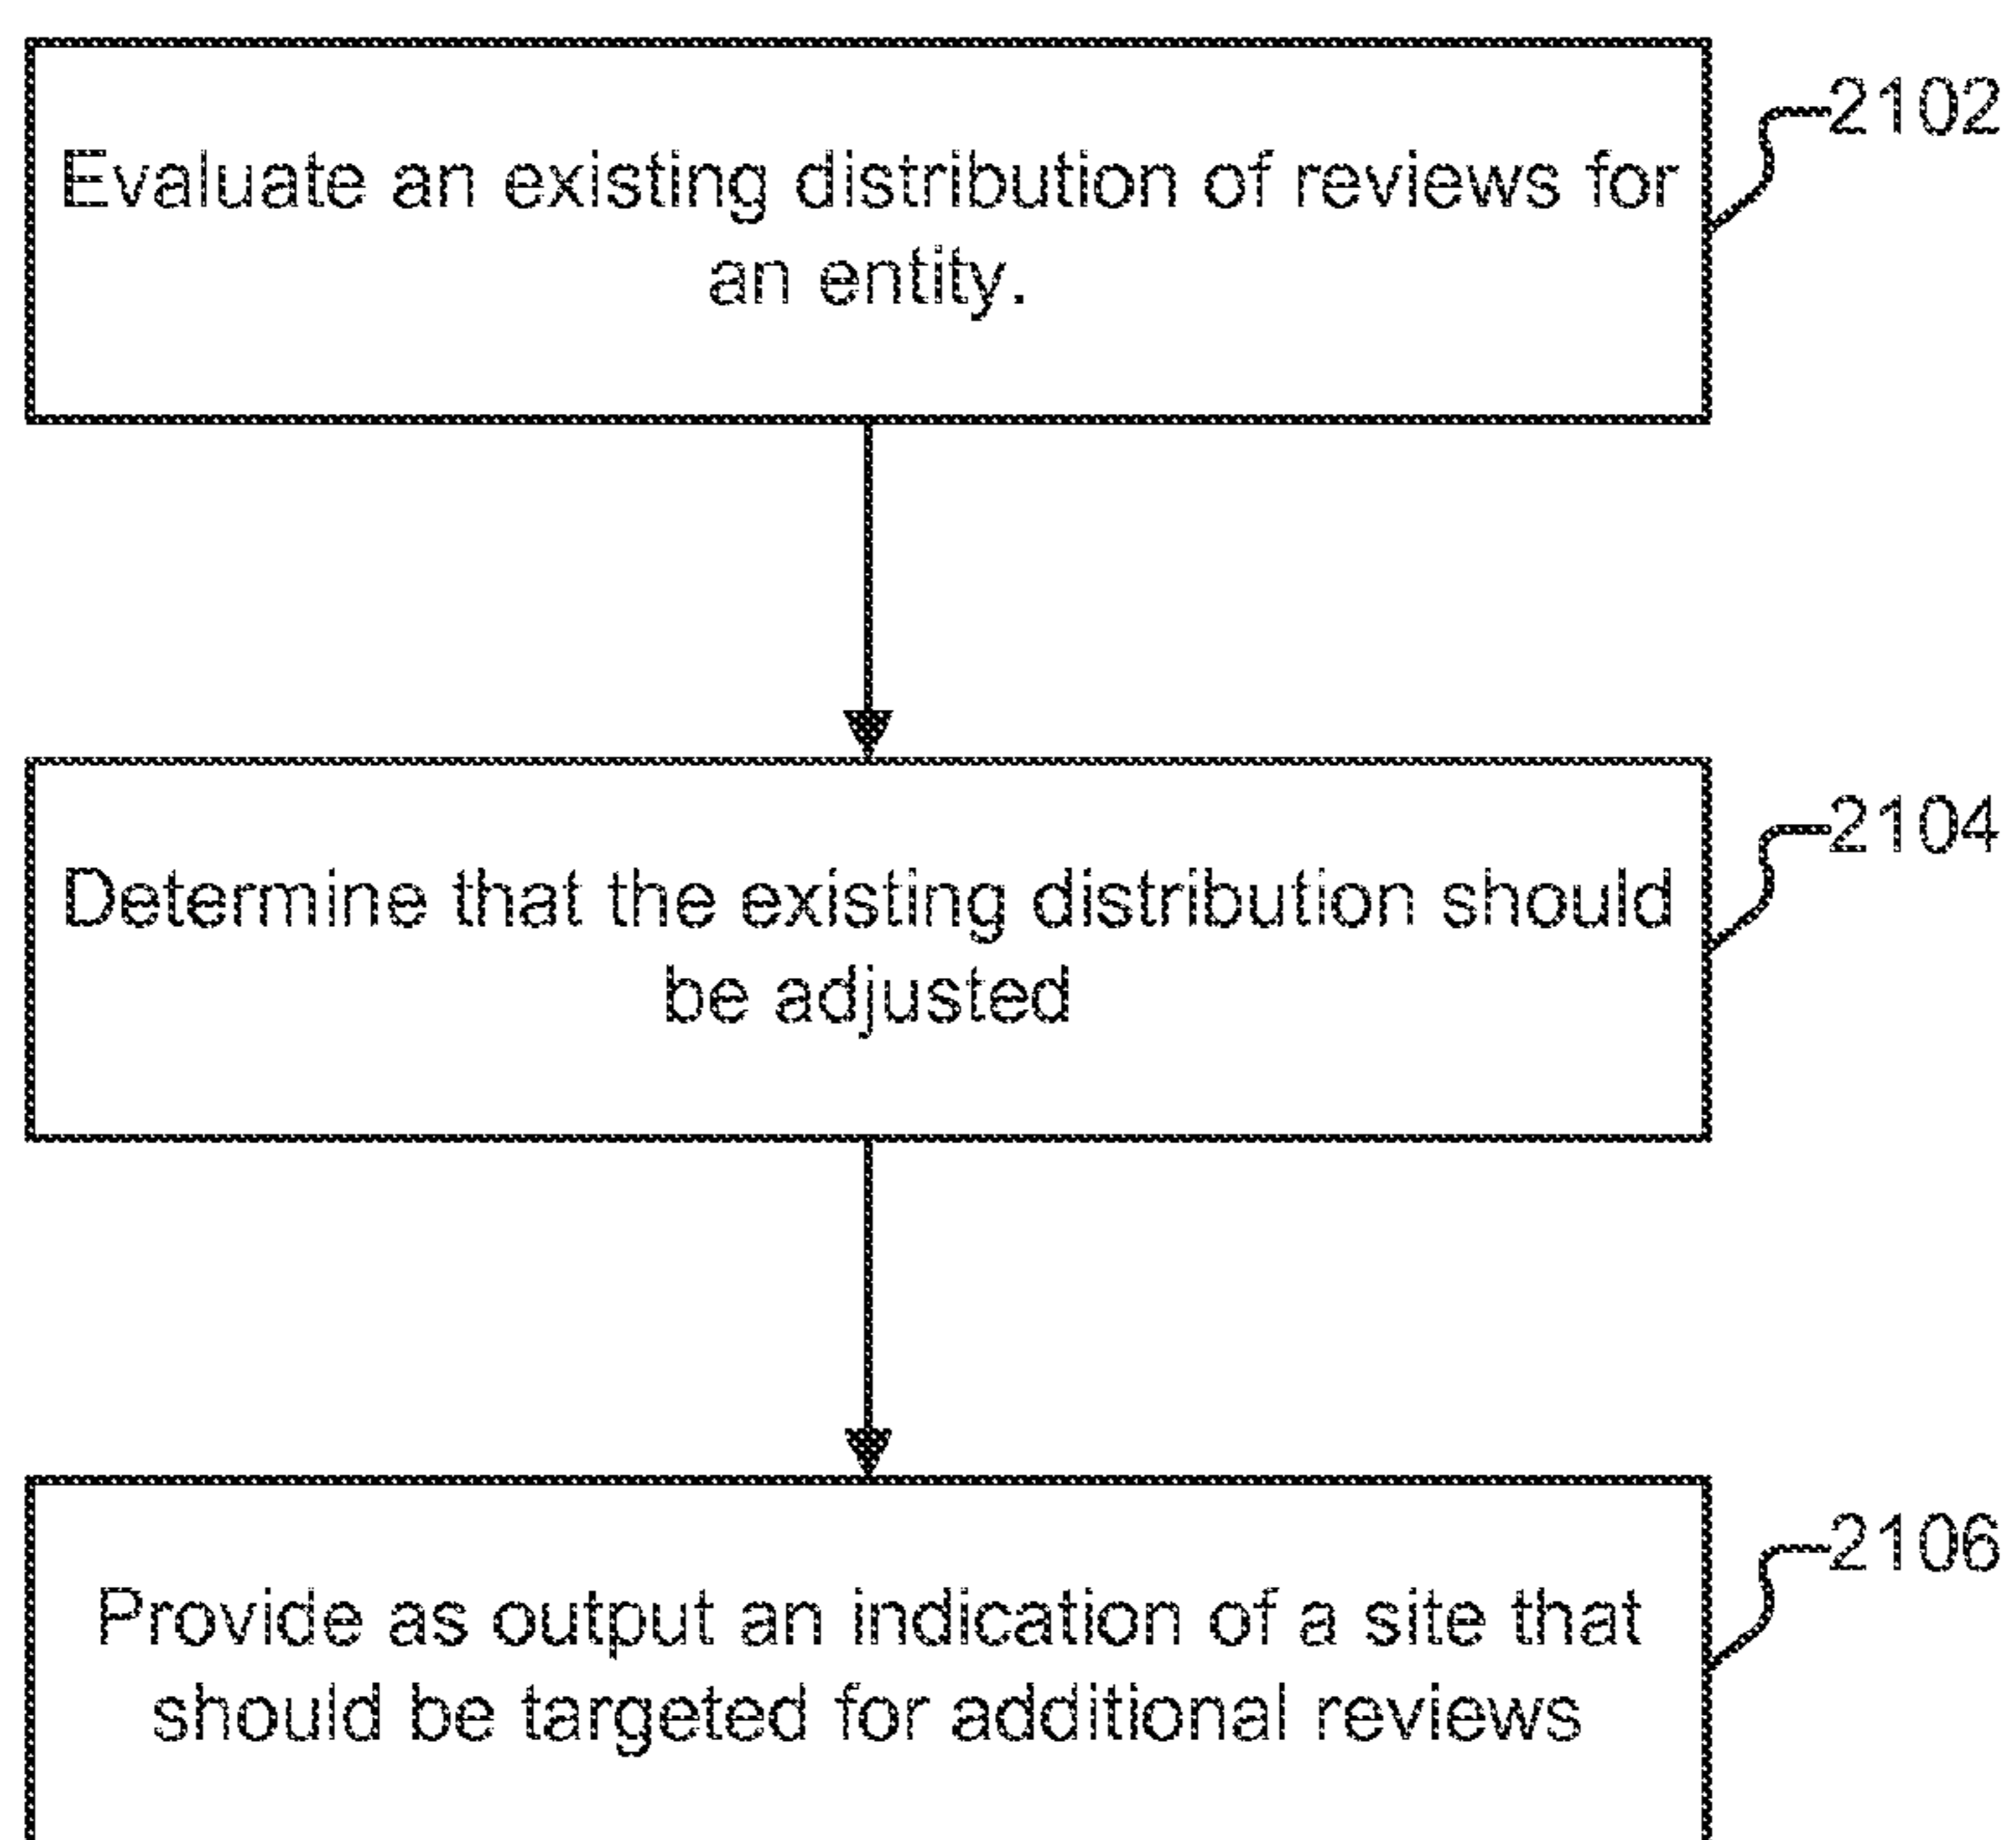 2102
Evaluate an existing distribution of reviews for
an entity.
2104
Determine that the existing distribution should
be adjusted
2106
Provide as output an indication of a site that
should be targeted for additional reviews